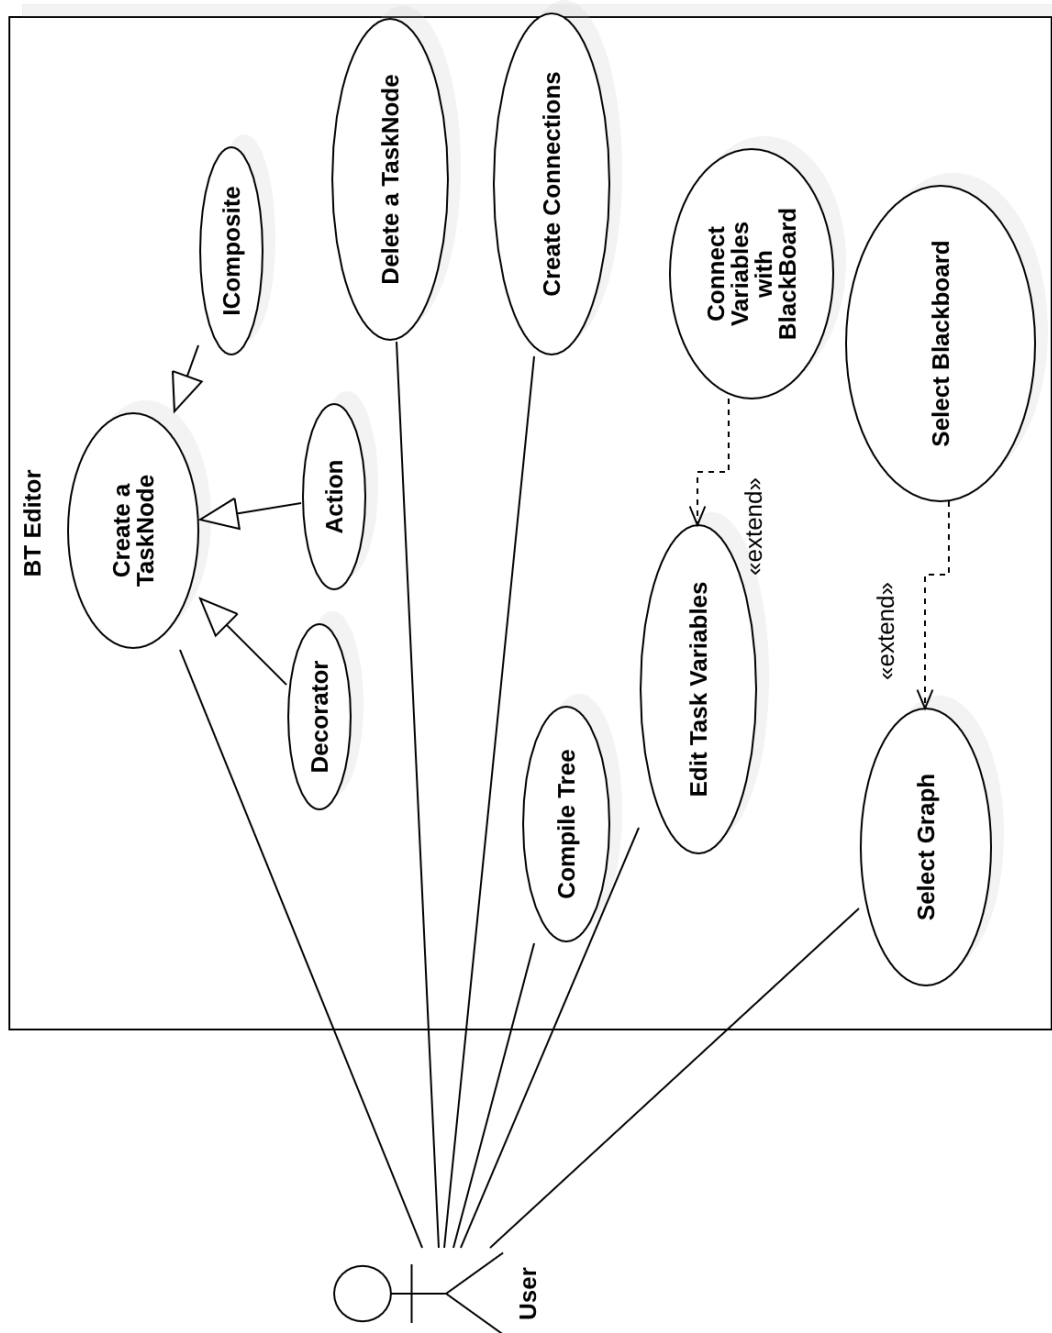 BT Editor
Create a
TaskNode
IComposite
Action
Decorator
Delete a TaskNode
Create Connections
Compile Tree
Connect
Variables
with
BlackBoard
«extend»
Edit Task Variables
Select Blackboard
«extend»
Select Graph
User